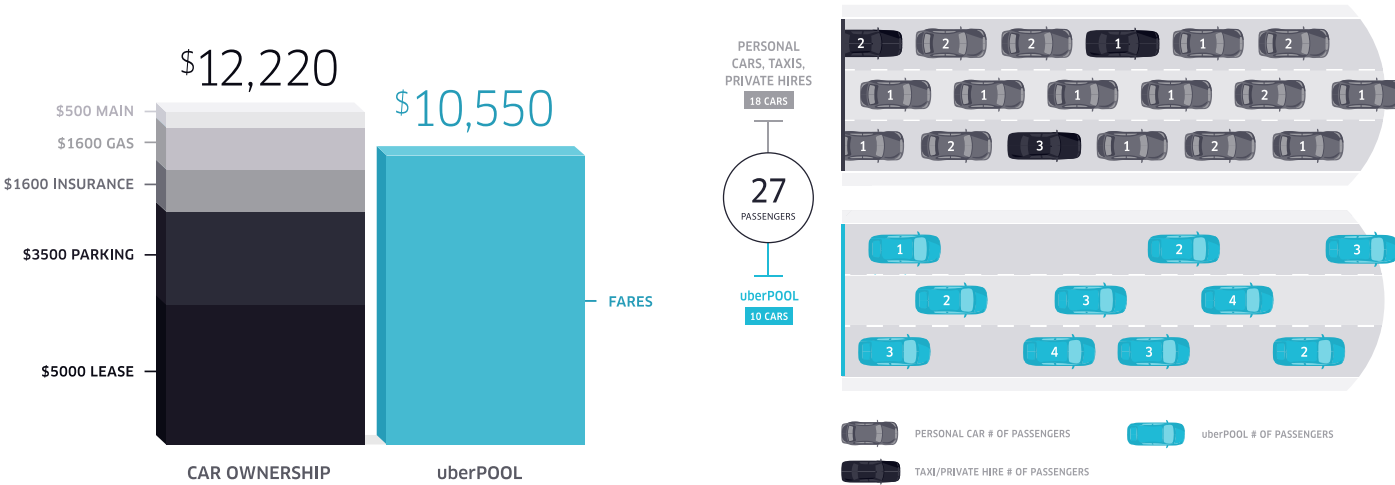 $12,220
$10,550
$500 MAIN
$1600 GAS
$1600 INSURANCE
$3500 PARKING
$5000 LEASE
FARES
CAR OWNERSHIP
uberPOOL
PERSONAL
CARS, TAXIS,
PRIVATE HIRES
18 CARS
27
PASSENGERS
uberPOOL
10 CARS
2 2 2 1 1 2
1 1 1 1 2 1
1 2 3 1 2 1
1 2 3
2 3 4
3 4 3 2
PERSONAL CAR # OF PASSENGERS
uberPOOL # OF PASSENGERS
TAXI/PRIVATE HIRE # OF PASSENGERS